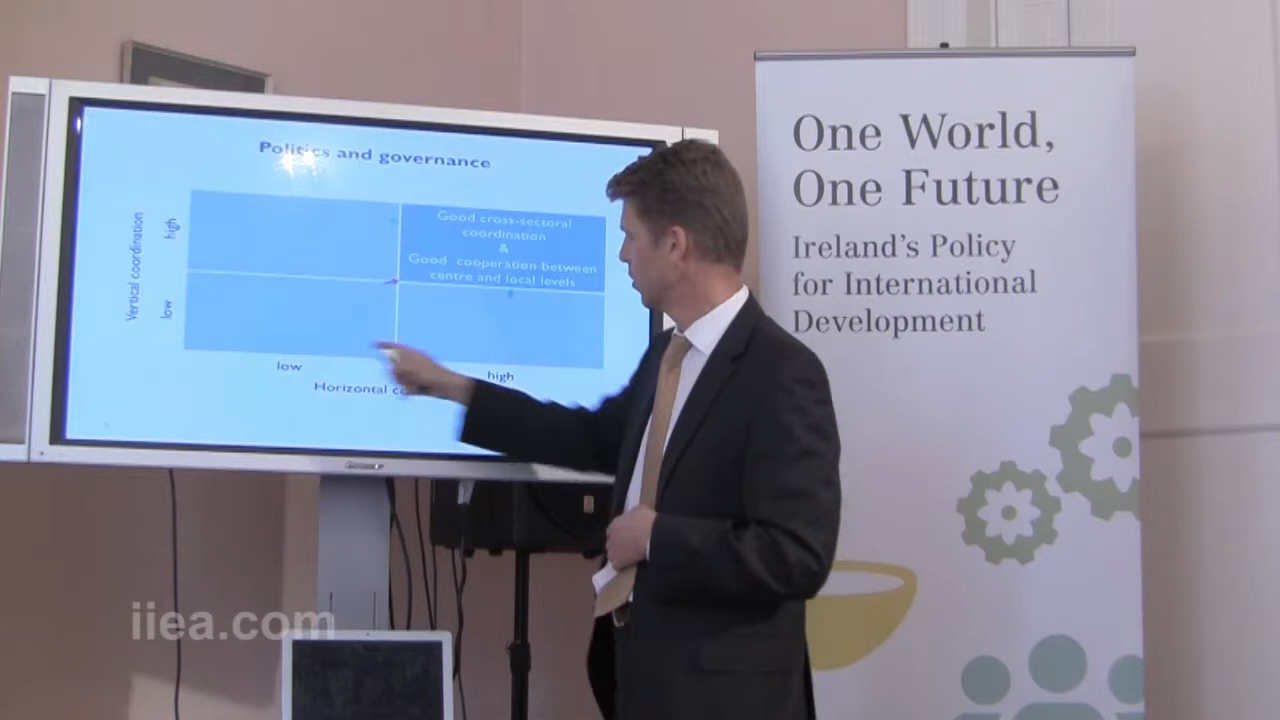 Politics and governance
Vertical coordination
high
low
Good cross-sectoral
coordination
&
Good cooperation between
centre and local levels
low
high
Horizontal
One World,
One Future
Ireland's Policy
for International
Development
iiea.com